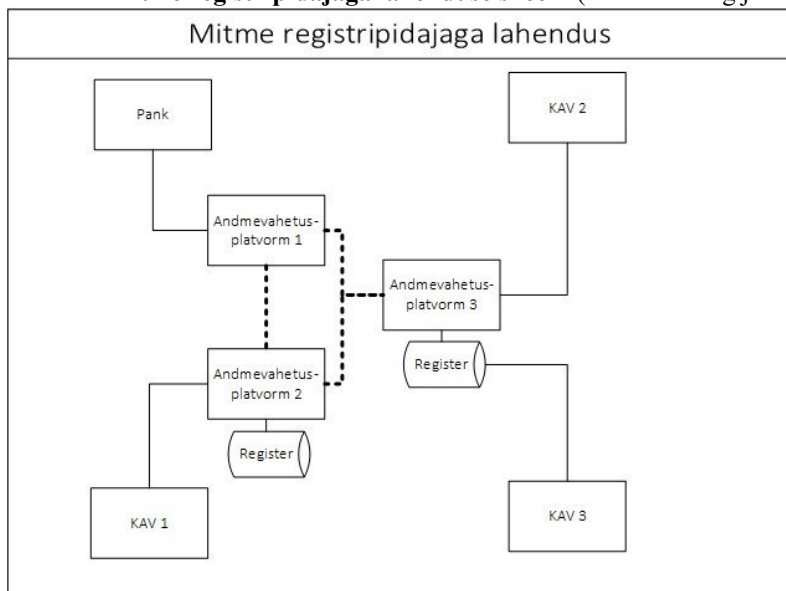 Mitme registripidajaga lahendus
Pank
KAV 2
Andmevahetus-
platvorm 1
Andmevahetus-
platvorm 3
Register
Andmevahetus-
platvorm 2
Register
KAV 1
KAV 3